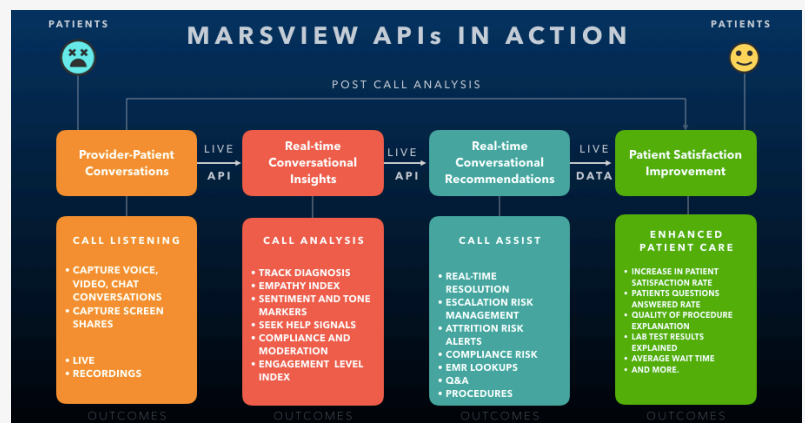 PATIENTS
PATIENTS
MARSVIEW APIs IN ACTION
POST CALL ANALYSIS
Provider-Patient
Conversations
LIVE
API
Real-time
Conversational
Insights
LIVE
API
Real-time
Conversational
Recommendations
LIVE
DATA
Patient Satisfaction
Improvement
CALL LISTENING
• CAPTURE VOICE,
VIDEO, CHAT
CONVERSATIONS
• CAPTURE SCREEN
SHARES
• LIVE
• RECORDINGS
CALL ANALYSIS
• TRACK DIAGNOSIS
• EMPATHY INDEX
• SENTIMENT AND TONE
MARKERS
• SEEK HELP SIGNALS
• COMPLIANCE AND
MODERATION
• ENGAGEMENT LEVEL
INDEX
CALL ASSIST
• REAL-TIME
RESOLUTION
• ESCALATION RISK
MANAGEMENT
• ATTRITION RISK
ALERTS
• COMPLIANCE RISK
• EMR LOOKUPS
• Q&A
• PROCEDURES
ENHANCED
PATIENT CARE
• INCREASE IN PATIENT
SATISFACTION RATE
• PATIENTS QUESTIONS
ANSWERED RATE
• QUALITY OF PROCEDURE
EXPLANATION
• LAB TEST RESULTS
EXPLAINED
• AVERAGE WAIT TIME
• AND MORE.
OUTCOMES
OUTCOMES
OUTCOMES
OUTCOMES